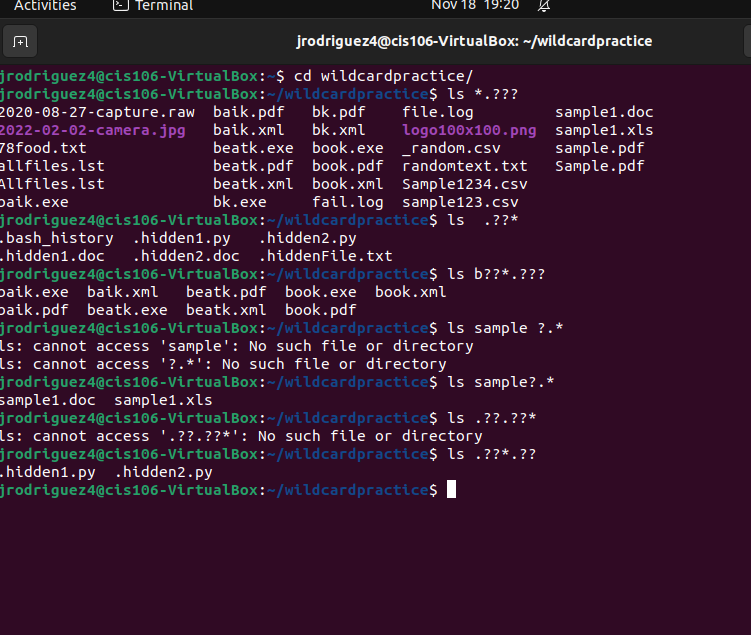 Activities Terminal Nov 18 19:20
jrodriguez4@cis106-VirtualBox: ~/wildcardpractice
jrodriguez4@cis106-VirtualBox:~$ cd wildcardpractice/
jrodriguez4@cis106-VirtualBox:~/wildcardpractice$ ls *.???
2020-08-27-capture.raw baik.pdf bk.pdf file.log sample1.doc
2022-02-02-camera.jpg baik.xml bk.xml logo100x100.png sample1.xls
78food.txt beatk.exe book.exe _random.csv sample.pdf
allfiles.lst beatk.pdf book.pdf randomtext.txt Sample.pdf
Allfiles.lst beatk.xml book.xml Sample1234.csv
baik.exe bk.exe fail.log sample123.csv
jrodriguez4@cis106-VirtualBox:~/wildcardpractice$ ls  .??*
.bash_history .hidden1.py .hidden2.py
.hidden1.doc .hidden2.doc .hiddenFile.txt
jrodriguez4@cis106-VirtualBox:~/wildcardpractice$ ls b??*.???
baik.exe baik.xml beatk.pdf book.exe book.xml
baik.pdf beatk.exe beatk.xml book.pdf
jrodriguez4@cis106-VirtualBox:~/wildcardpractice$ ls sample ?.*
ls: cannot access 'sample': No such file or directory
ls: cannot access '?.*': No such file or directory
jrodriguez4@cis106-VirtualBox:~/wildcardpractice$ ls sample?.*
sample1.doc sample1.xls
jrodriguez4@cis106-VirtualBox:~/wildcardpractice$ ls .??.??*
ls: cannot access '.??.??*': No such file or directory
jrodriguez4@cis106-VirtualBox:~/wildcardpractice$ ls .??*.??
.hidden1.py .hidden2.py
jrodriguez4@cis106-VirtualBox:~/wildcardpractice$